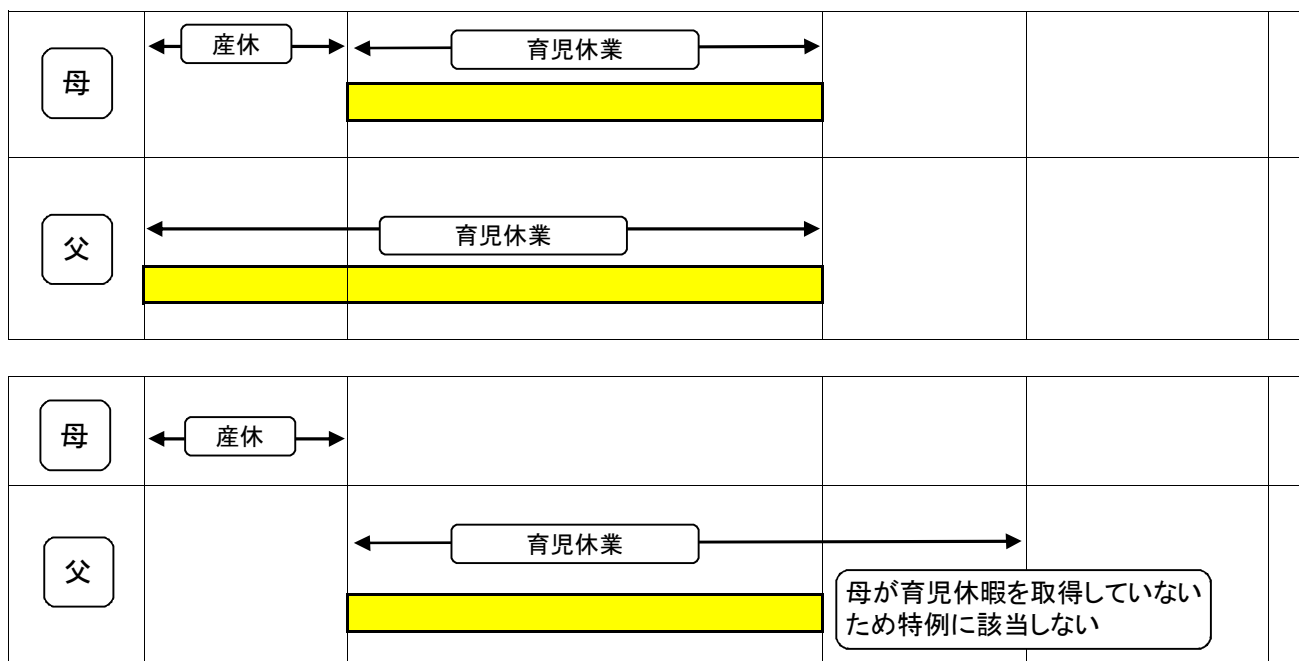 母
産休
育児休業
父
育児休業
母
産休
父
育児休業
母が育児休暇を取得していない
ため特例に該当しない